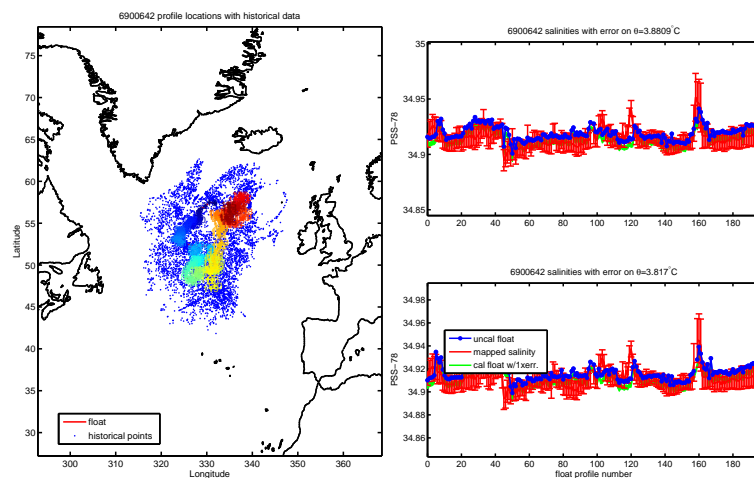 6900642 profile locations with historical data
75
70
65
60
55
50
45
40
35
30
Latitude
float
historical points
300 310 320 330 340 350 360
Longitude
6900642 salinities with error on θ=3.8809°C
35
34.95
34.9
34.85
PSS−78
0 20 40 60 80 100 120 140 160 180
6900642 salinities with error on θ=3.817°C
34.98
34.96
34.94
34.92
34.9
34.88
34.86
PSS−78
uncal float
mapped salinity
cal float w/1xerr.
0 20 40 60 80 100 120 140 160 180
float profile number